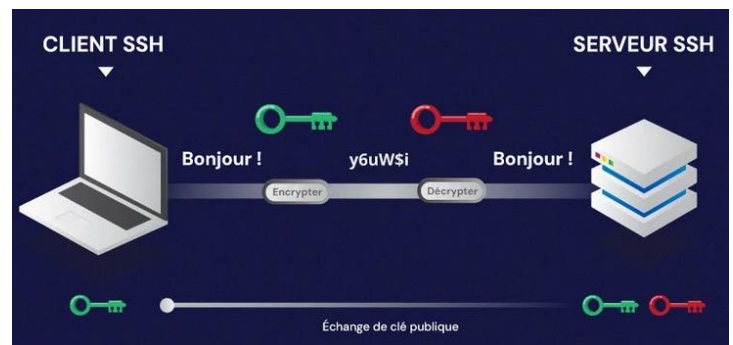 CLIENT SSH
SERVEUR SSH
Bonjour !
y6uW$i
Bonjour !
Encrypter
Décrypter
Échange de clé publique